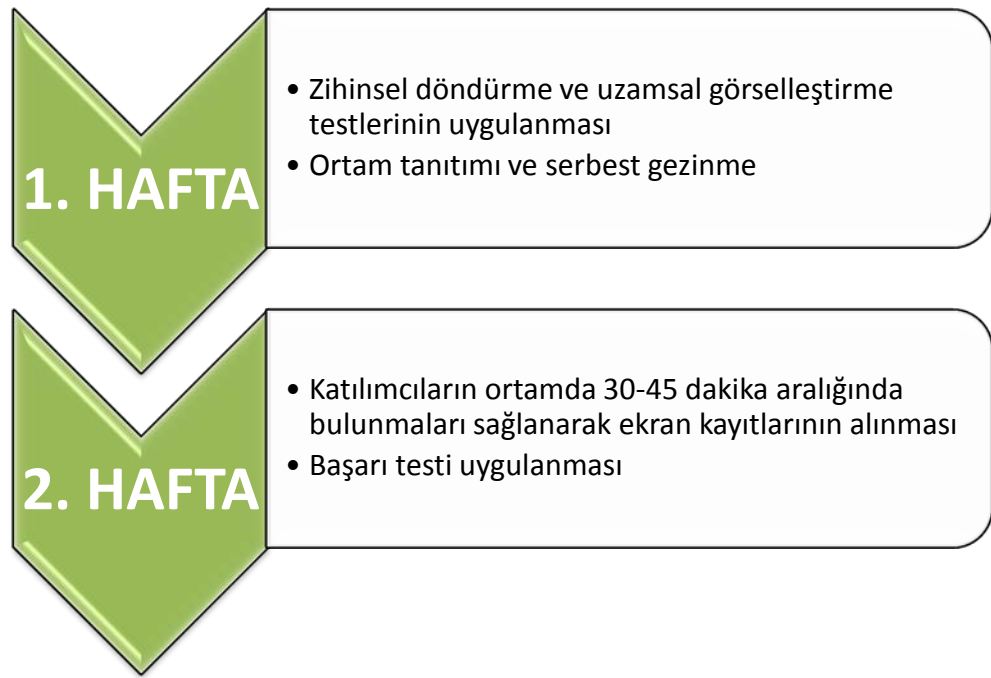 1. HAFTA
• Zihinsel döndürme ve uzamsal görselleştirme
testlerinin uygulanması
• Ortam tanıtımı ve serbest gezinme
2. HAFTA
• Katılımcıların ortamda 30-45 dakika aralığında
bulunmaları sağlanarak ekran kayıtlarının alınması
• Başarı testi uygulanması